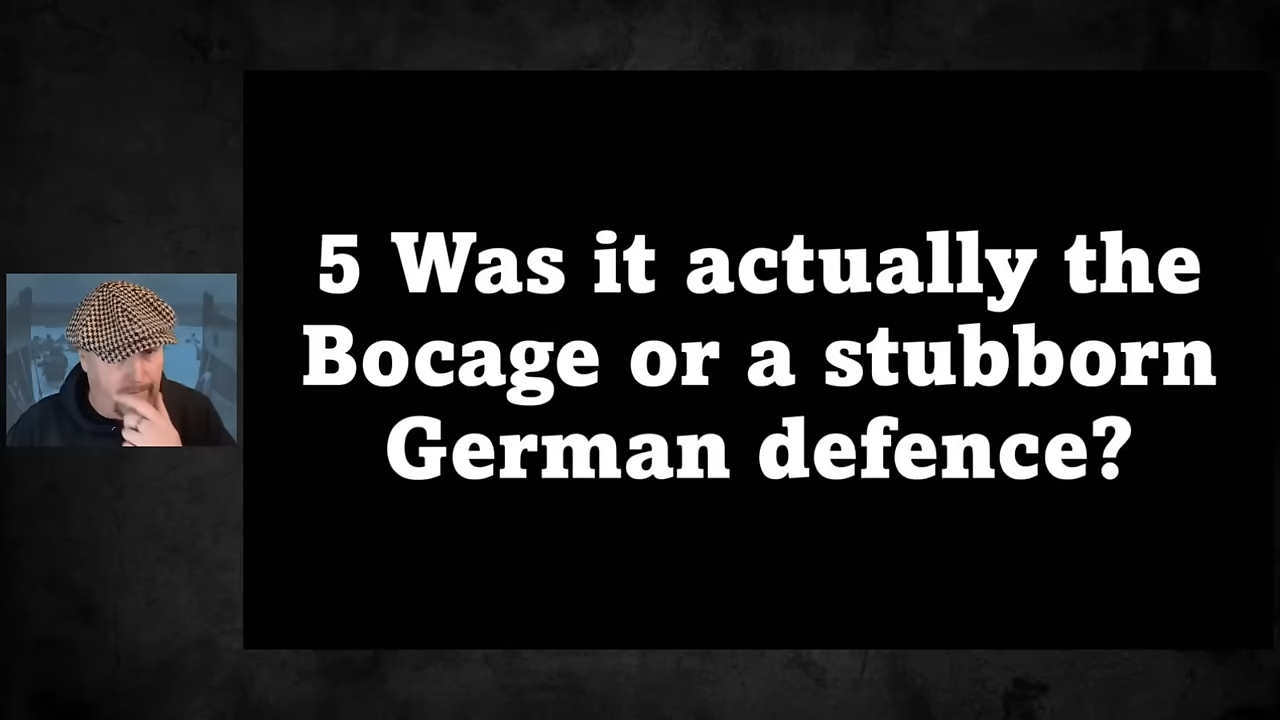 5 Was it actually the
Bocage or a stubborn
German defence?